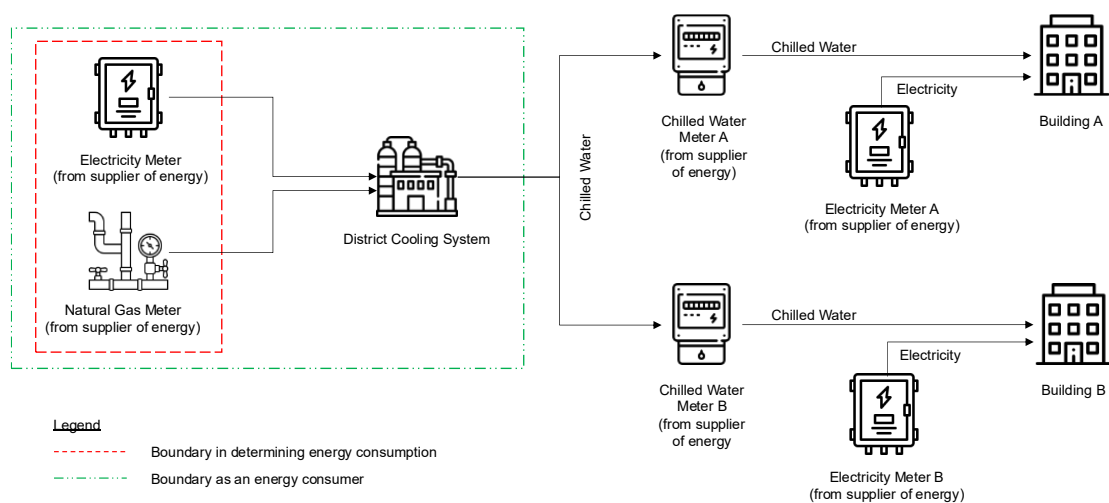 Electricity Meter
(from supplier of energy)
Natural Gas Meter
(from supplier of energy)
District Cooling System
Chilled Water
Chilled Water
Meter A
(from supplier
of energy)
Chilled Water
Electricity
Electricity Meter A
(from supplier of energy)
Building A
Chilled Water
Meter B
(from supplier
of energy
Chilled Water
Electricity
Electricity Meter B
(from supplier of energy)
Building B
Legend
Boundary in determining energy consumption
Boundary as an energy consumer